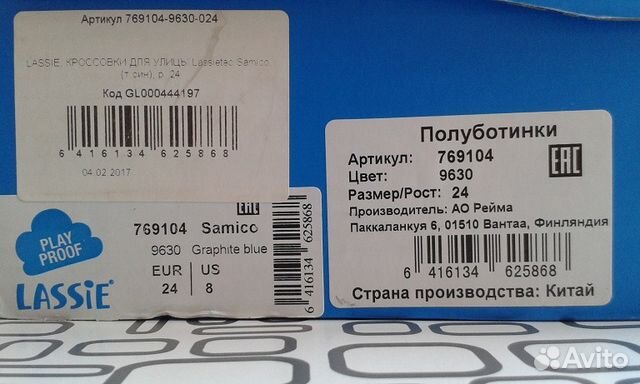 Артикул 769104-9630-024
LASSIE, КРОССОВКИ ДЛЯ УЛИЦЫ Lassietec Samico
(т.син), р. 24
Код GL000444197
6 416134 625868
04.02.2017
PLAY
PROOF
LASSiE
769104 Samico
9630 Graphite blue
EUR US
24 8
6 416134 625868
Полуботинки
Артикул: 769104
Цвет: 9630
Размер/Рост: 24
Производитель: АО Рейма
Паккаланкуя 6, 01510 Вантаа, Финляндия
6 416134 625868
Страна производства: Китай
EAC
EAC
Avito